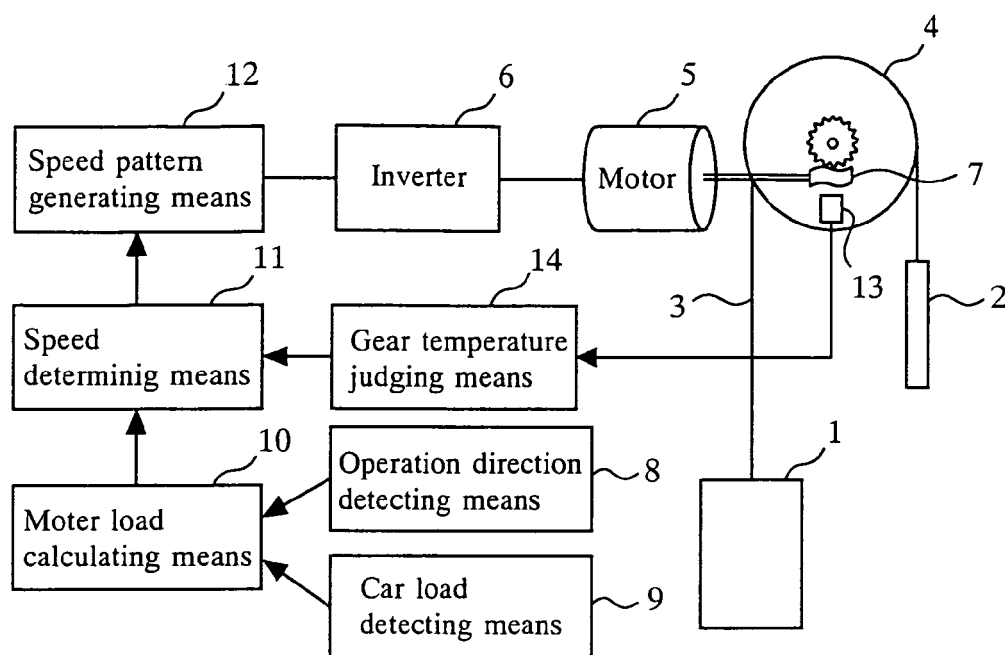 12
6
5
4
Speed pattern
generating means
Inverter
Motor
7
13
2
11
14
3
Speed
determinig means
Gear temperature
judging means
10
1
Moter load
calculating means
Operation direction
detecting means
8
Car load
detecting means
9